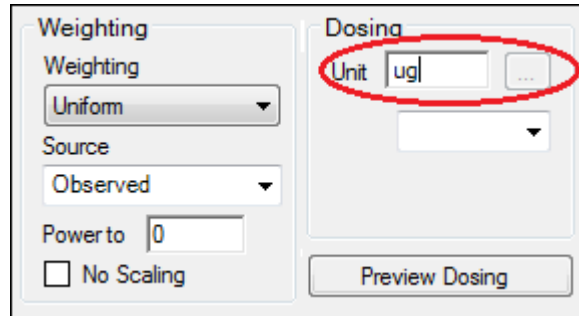 Weighting
Weighting
Uniform
Source
Observed
Power to 0
No Scaling
Dosing
Unit ug ...
Preview Dosing